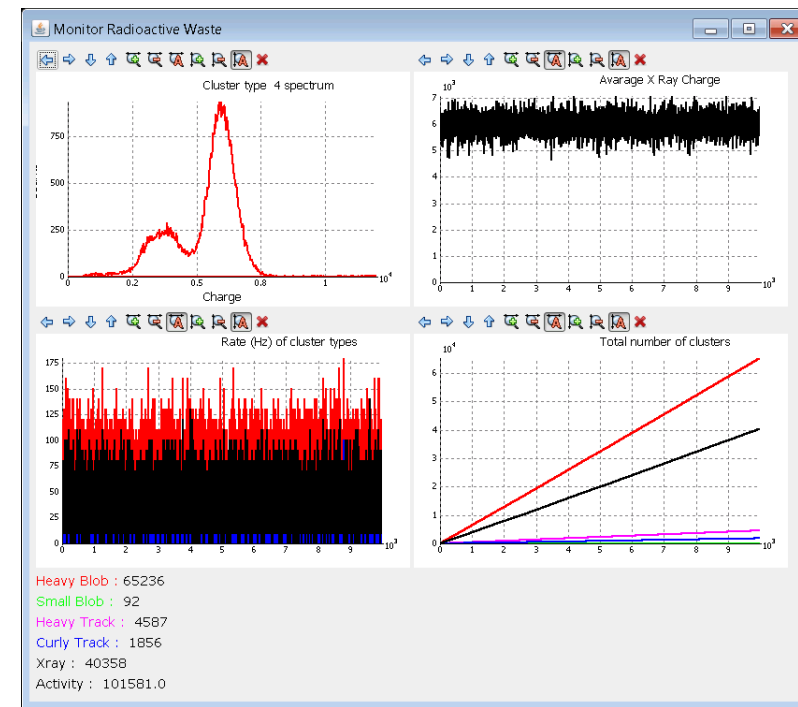 Monitor Radioactive Waste
Cluster type 4 spectrum
750
500
250
0
0 0.2 0.5 0.8 1 10⁴
Charge
Avarage X Ray Charge
10³
7
6
5
4
3
2
1
0
0 1 2 3 4 5 6 7 8 9 10³
Rate (Hz) of cluster types
175
150
125
100
75
50
25
0
0 1 2 3 4 5 6 7 8 9 10³
Total number of clusters
10⁴
6
5
4
3
2
1
0
0 1 2 3 4 5 6 7 8 9 10³
Heavy Blob : 65236
Small Blob : 92
Heavy Track : 4587
Curly Track : 1856
Xray : 40358
Activity : 101581.0